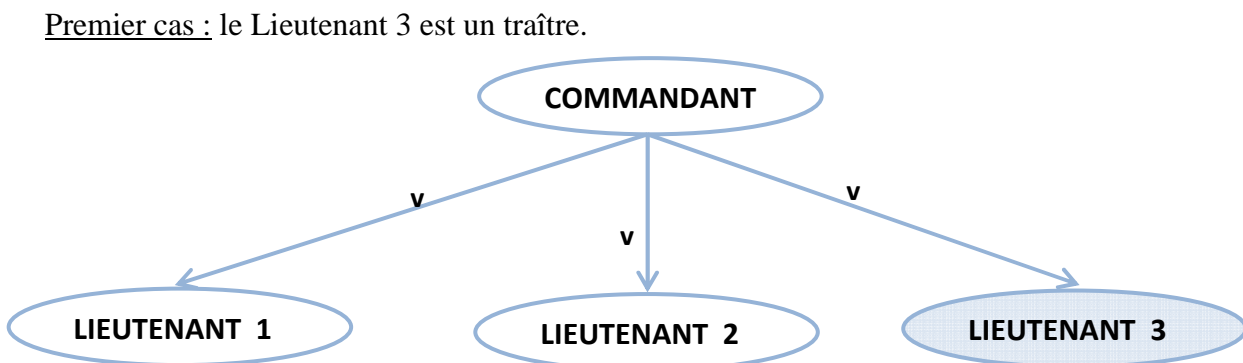 Premier cas : le Lieutenant 3 est un traître.
COMMANDANT
v
v
v
LIEUTENANT 1
LIEUTENANT 2
LIEUTENANT 3